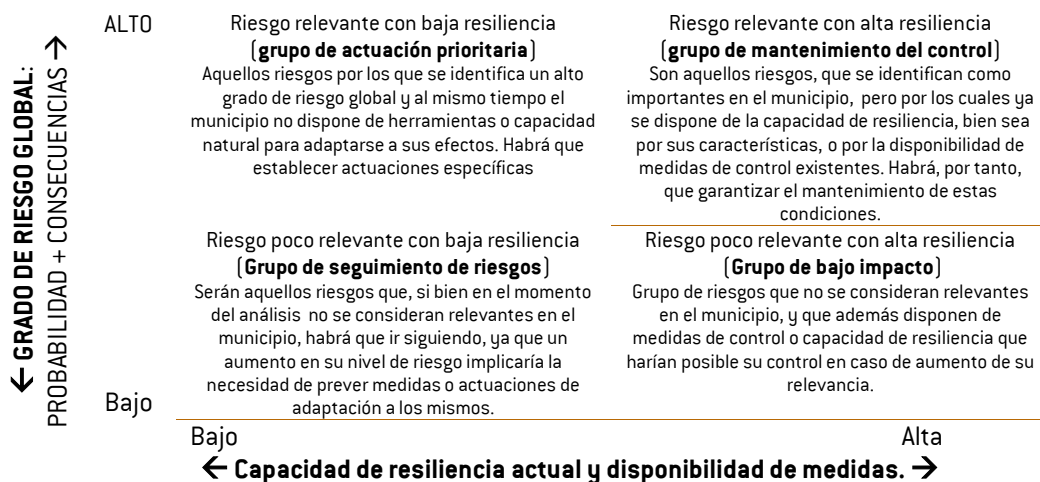 ← GRADO DE RIESGO GLOBAL:
PROBABILIDAD + CONSECUENCIAS →
ALTO
Riesgo relevante con baja resiliencia
(grupo de actuación prioritaria)
Aquellos riesgos por los que se identifica un alto
grado de riesgo global y al mismo tiempo el
municipio no dispone de herramientas o capacidad
natural para adaptarse a sus efectos. Habrá que
establecer actuaciones específicas
Riesgo relevante con alta resiliencia
(grupo de mantenimiento del control)
Son aquellos riesgos, que se identifican como
importantes en el municipio, pero por los cuales ya
se dispone de la capacidad de resiliencia, bien sea
por sus características, o por la disponibilidad de
medidas de control existentes. Habrá, por tanto,
que garantizar el mantenimiento de estas
condiciones.
Riesgo poco relevante con baja resiliencia
(Grupo de seguimiento de riesgos)
Serán aquellos riesgos que, si bien en el momento
del análisis no se consideran relevantes en el
municipio, habrá que ir siguiendo, ya que un
aumento en su nivel de riesgo implicaría la
necesidad de prever medidas o actuaciones de
adaptación a los mismos.
Riesgo poco relevante con alta resiliencia
(Grupo de bajo impacto)
Grupo de riesgos que no se consideran relevantes
en el municipio, y que además disponen de
medidas de control o capacidad de resiliencia que
harían posible su control en caso de aumento de su
relevancia.
Bajo
Bajo
Alta
← Capacidad de resiliencia actual y disponibilidad de medidas. →